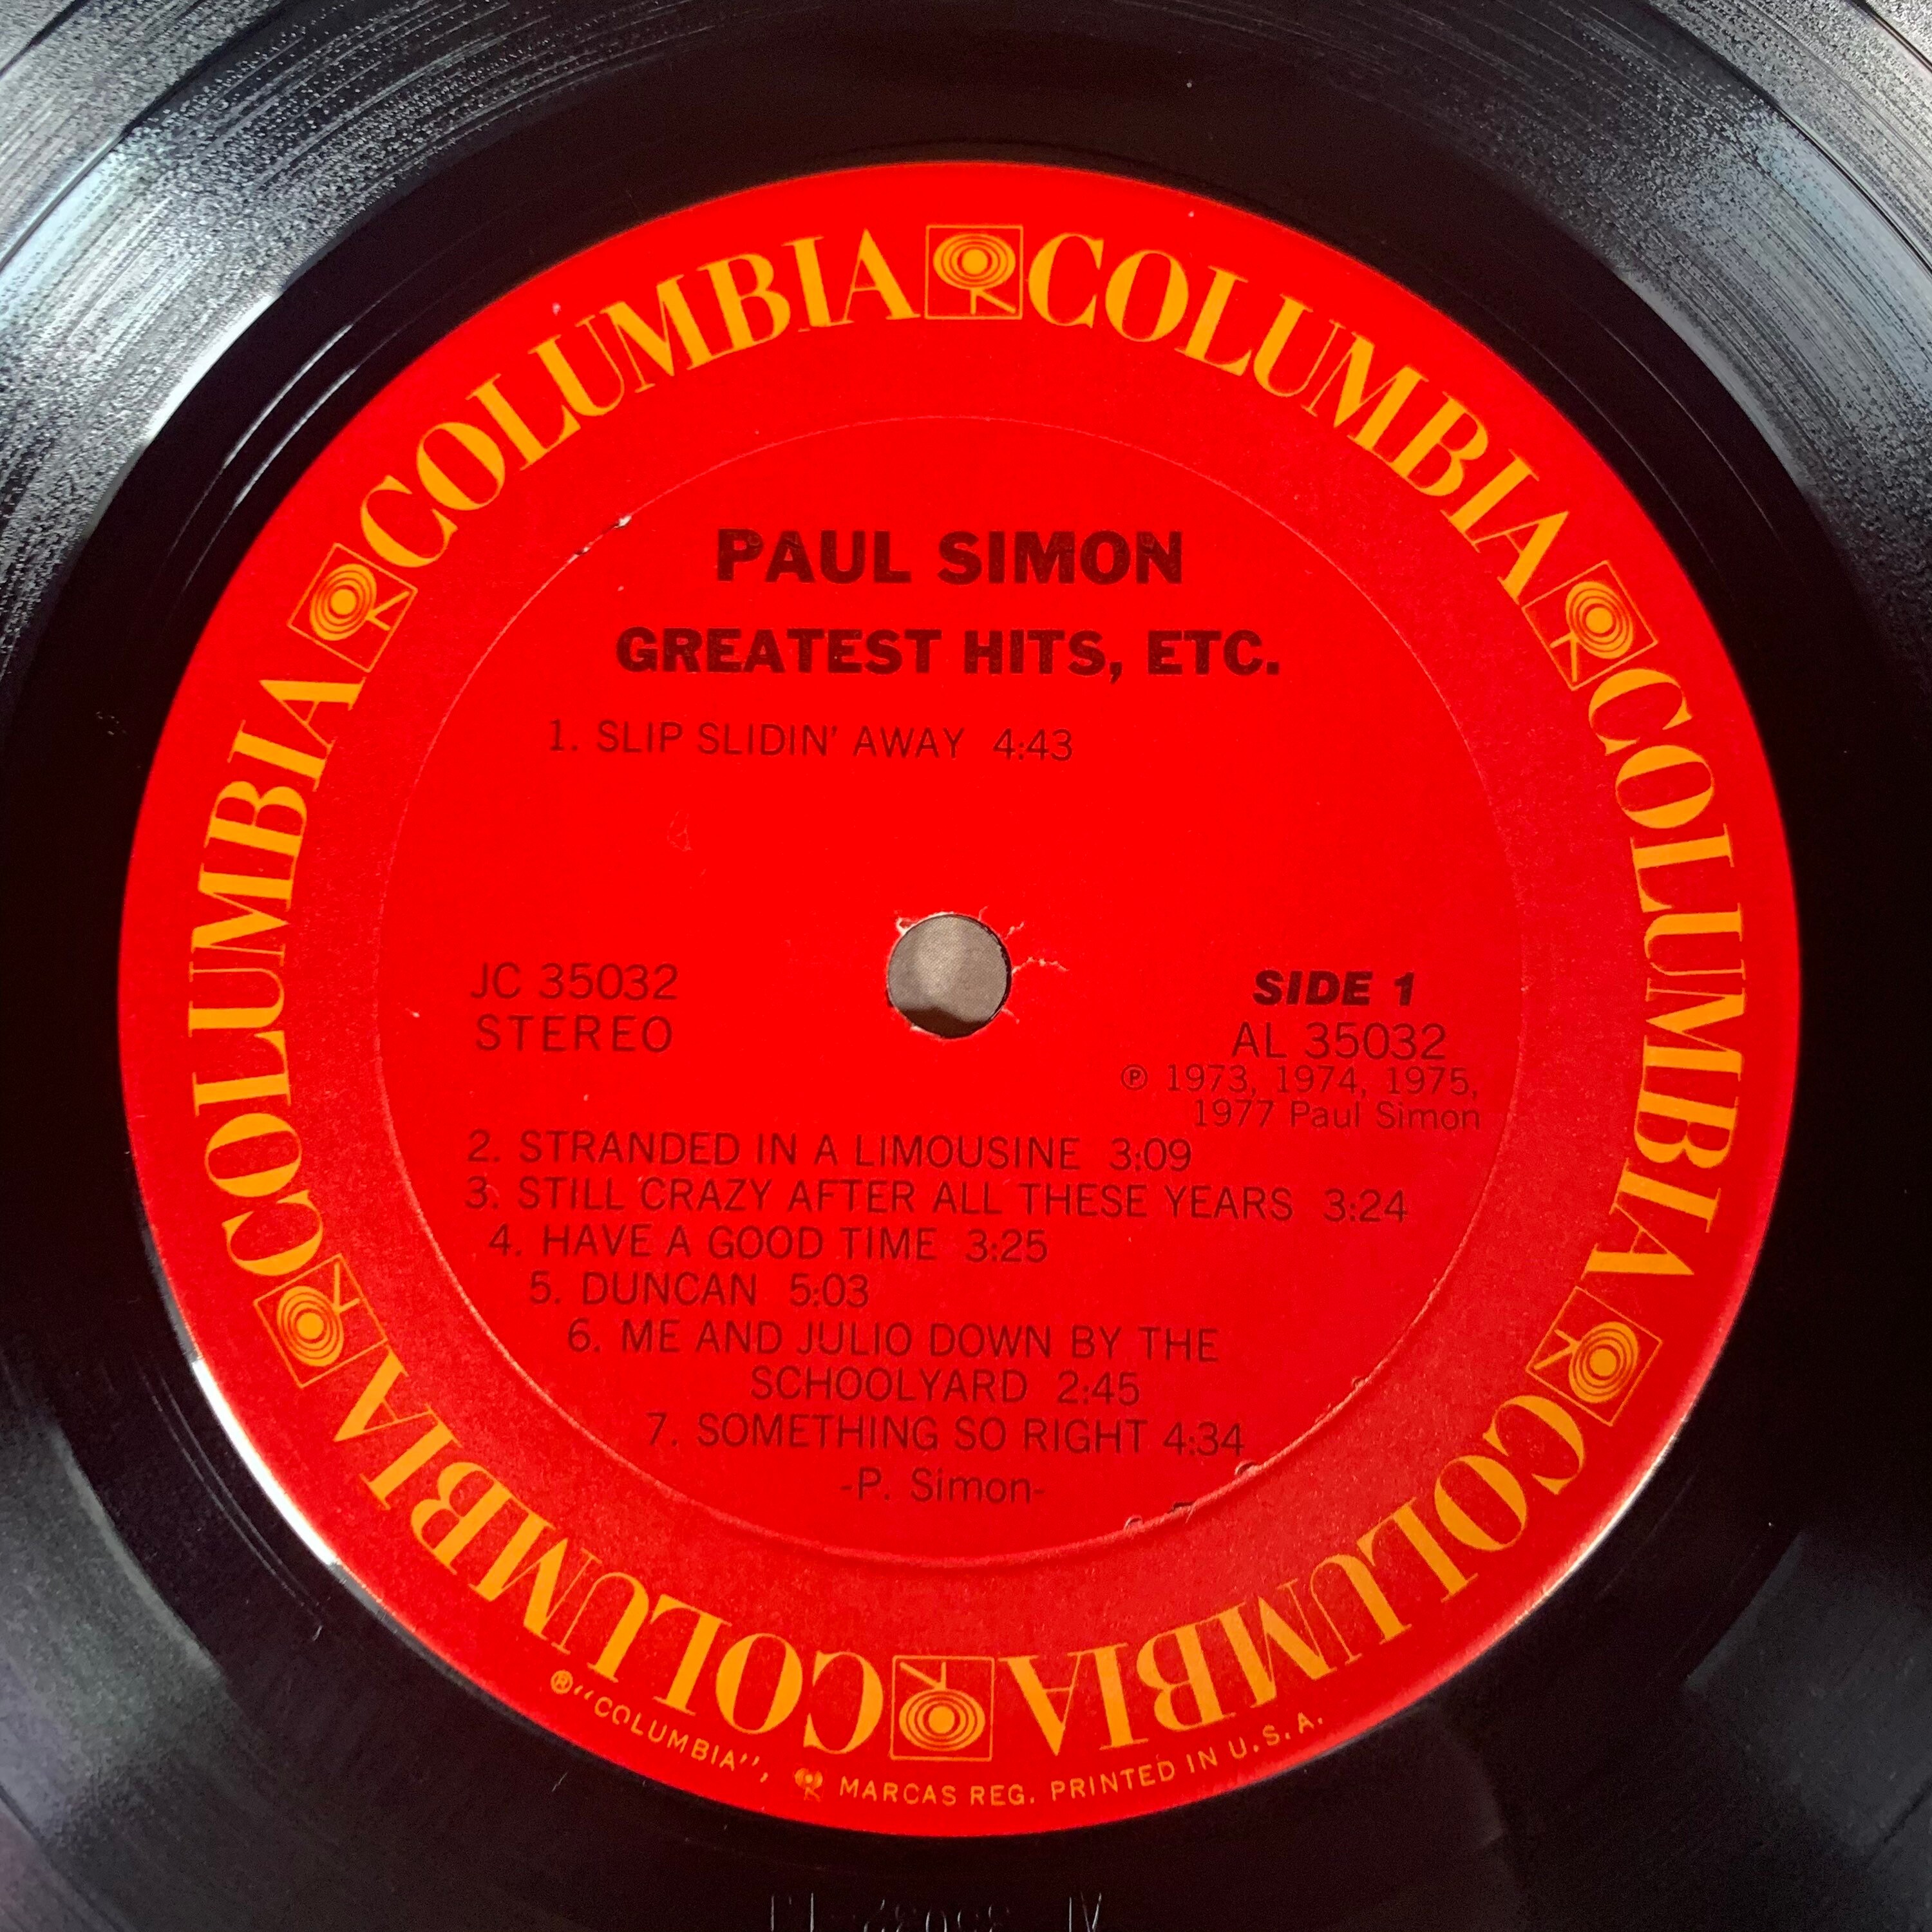 COLUMBIA COLUMBIA COLUMBIA COLUMBIA COLUMBIA COLUMBIA
PAUL SIMON
GREATEST HITS, ETC.
1. SLIP SLIDIN' AWAY 4:43
JC 35032
STEREO
SIDE 1
AL 35032
℗ 1973, 1974, 1975,
1977 Paul Simon
2. STRANDED IN A LIMOUSINE 3:09
3. STILL CRAZY AFTER ALL THESE YEARS 3:24
4. HAVE A GOOD TIME 3:25
5. DUNCAN 5:03
6. ME AND JULIO DOWN BY THE
SCHOOLYARD 2:45
7. SOMETHING SO RIGHT 4:34
-P. Simon-
®"COLUMBIA", MARCAS REG. PRINTED IN U.S.A.